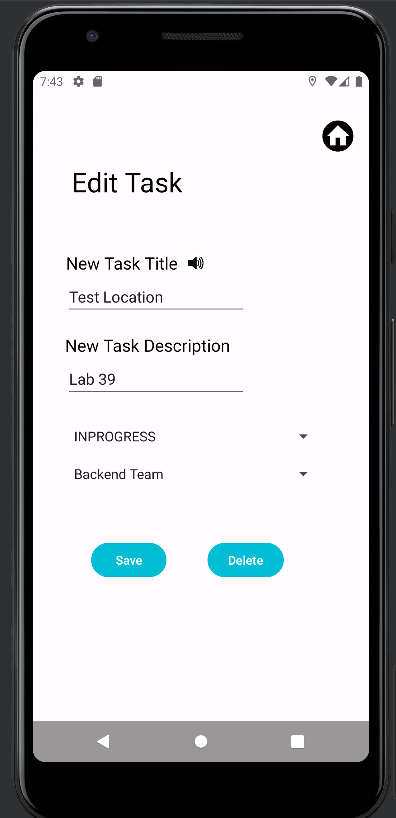 7:43
Edit Task
New Task Title
Test Location
New Task Description
Lab 39
INPROGRESS
Backend Team
Save
Delete